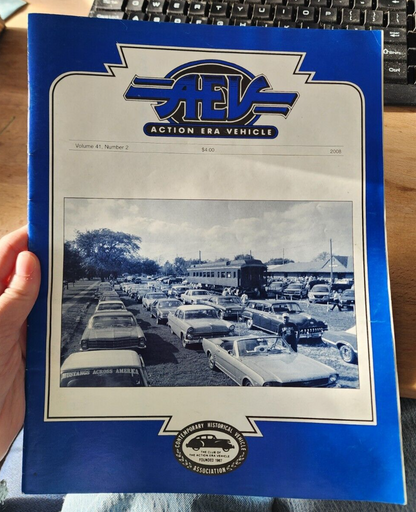 AEV
ACTION ERA VEHICLE
Volume 41, Number 2 $4.00 2008
MUSTANGS ACROSS AMERICA
CONTEMPORARY HISTORICAL VEHICLE
THE CLUB OF
THE ACTION ERA VEHICLE
FOUNDED 1967
ASSOCIATION